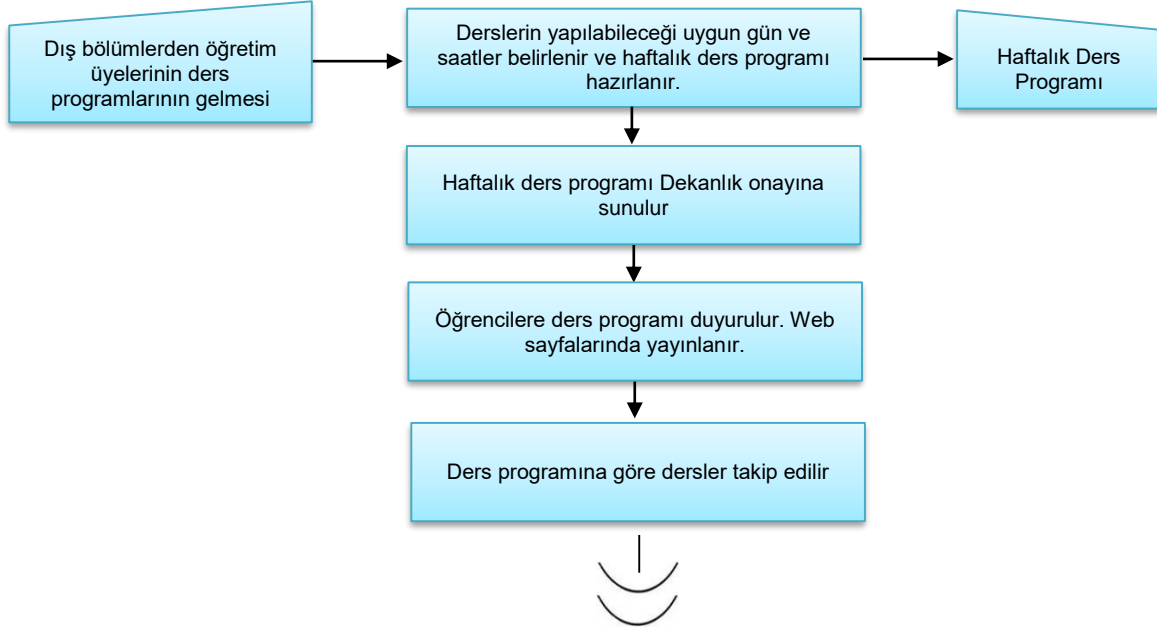 Dış bölümlerden öğretim
üyelerinin ders
programlarının gelmesi
Derslerin yapılabileceği uygun gün ve
saatler belirlenir ve haftalık ders programı
hazırlanır.
Haftalık Ders
Programı
Haftalık ders programı Dekanlık onayına
sunulur
Öğrencilere ders programı duyurulur. Web
sayfalarında yayınlanır.
Ders programına göre dersler takip edilir